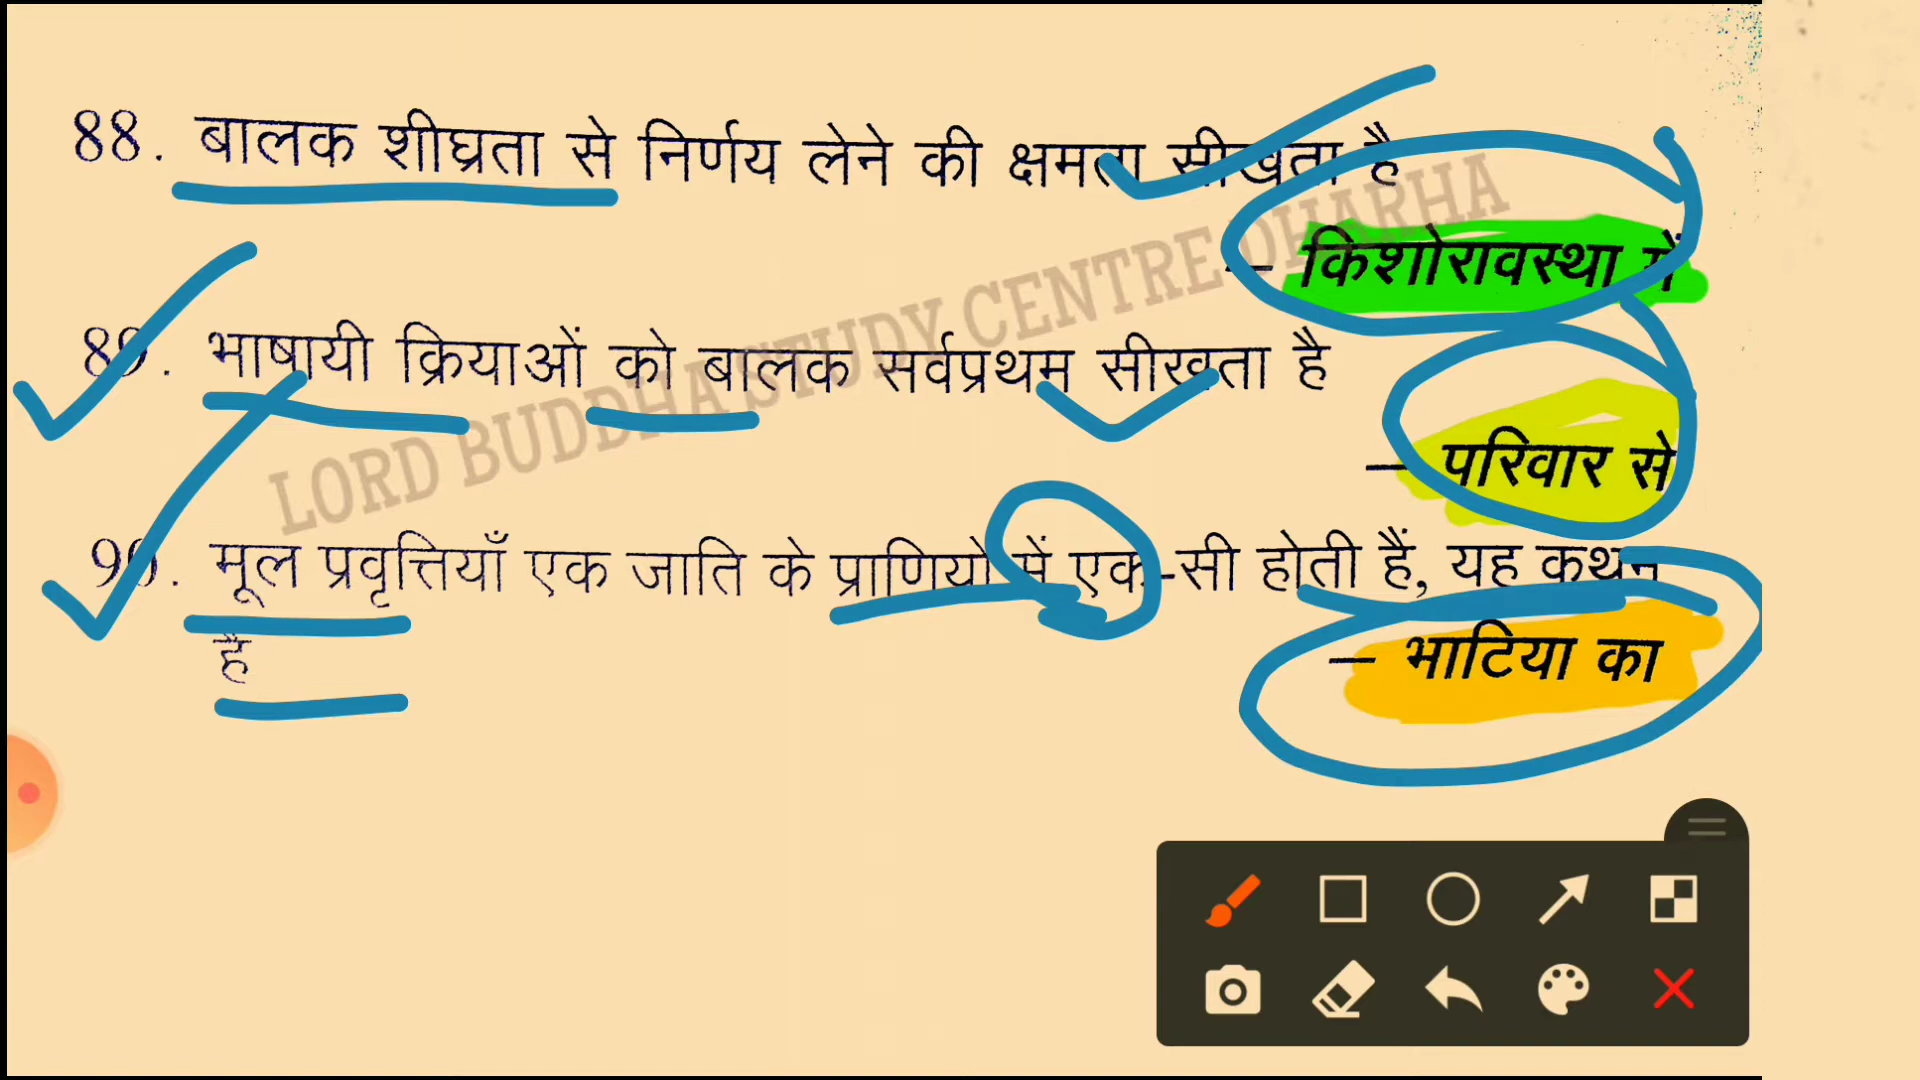 88. बालक शीघ्रता से निर्णय लेने की क्षमता सीखता है
– किशोरावस्था में
89. भाषायी क्रियाओं को बालक सर्वप्रथम सीखता है
– परिवार से
90. मूल प्रवृत्तियाँ एक जाति के प्राणियों में एक-सी होती हैं, यह कथन
है
– भाटिया का
LORD BUDDHA STUDY CENTRE DHARHA